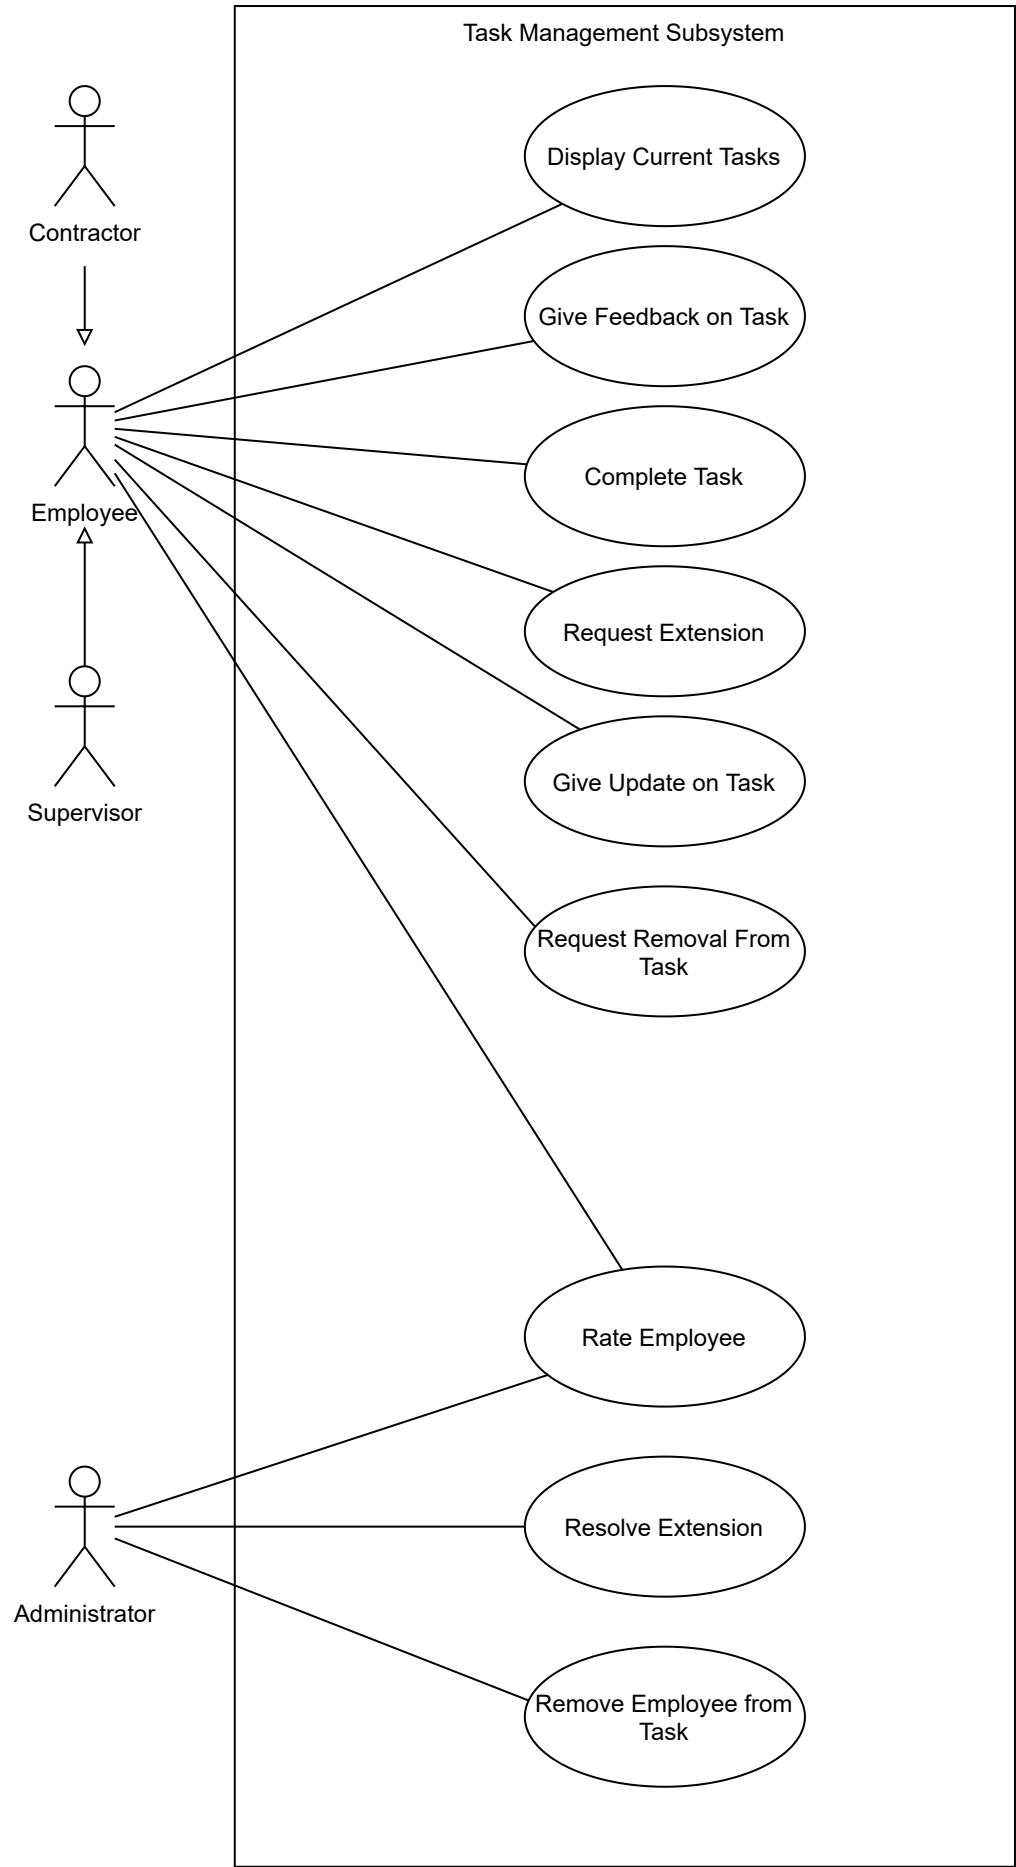 Task Management Subsystem
Contractor
Employee
Supervisor
Administrator
Display Current Tasks
Give Feedback on Task
Complete Task
Request Extension
Give Update on Task
Request Removal From
Task
Rate Employee
Resolve Extension
Remove Employee from
Task